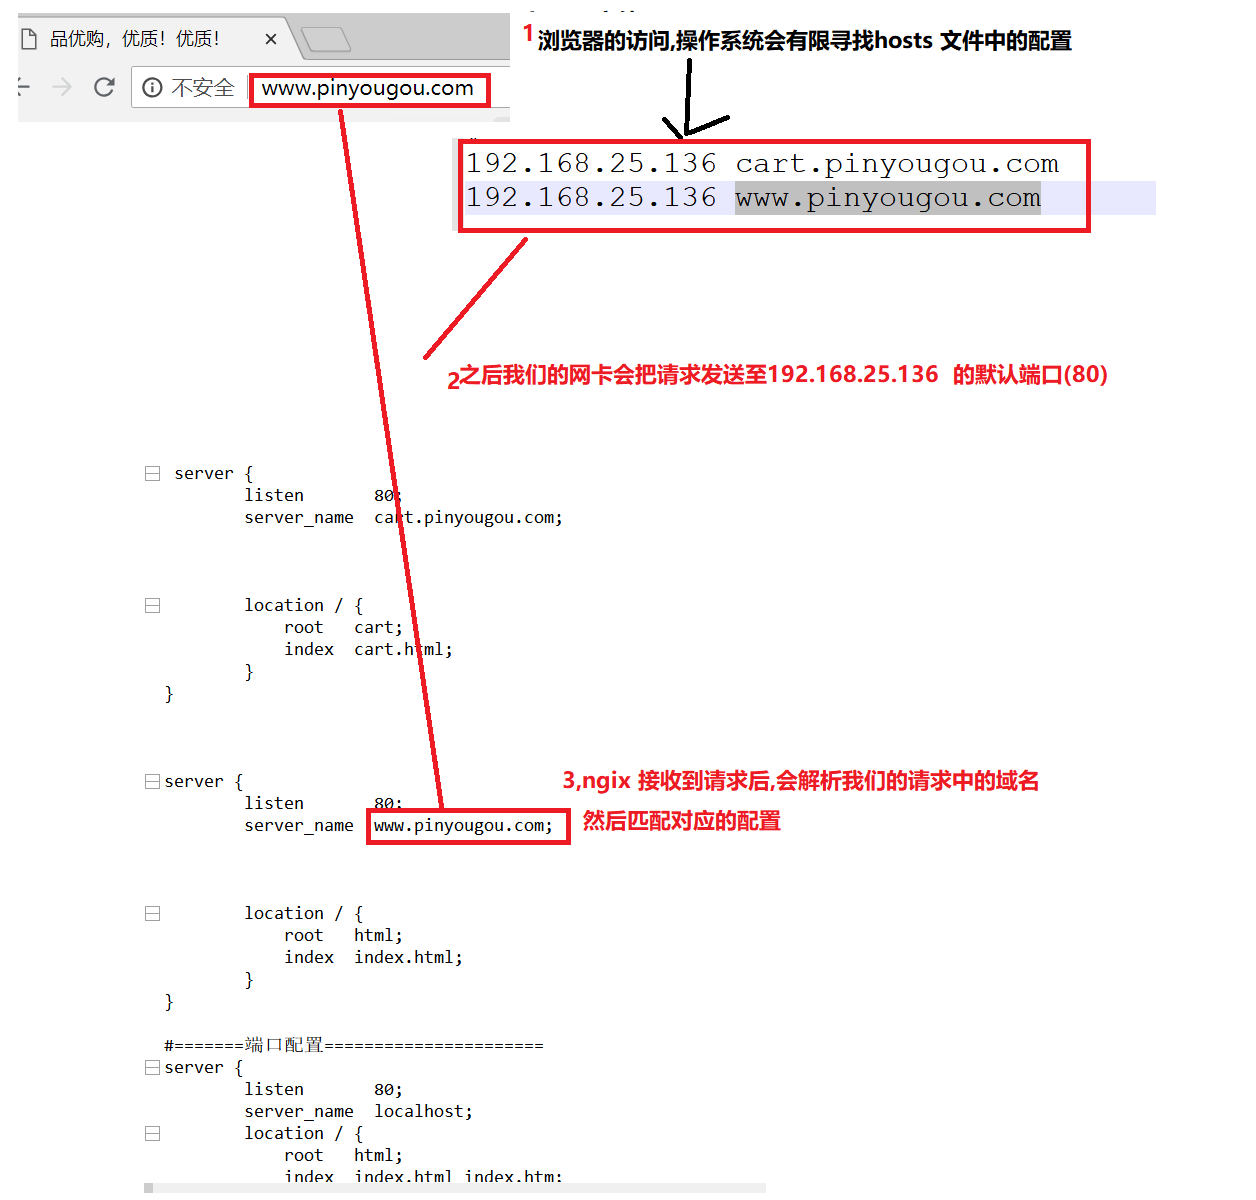 品优购，优质！优质！
1 浏览器的访问,操作系统会有限寻找hosts 文件中的配置
不安全
www.pinyougou.com
192.168.25.136 cart.pinyougou.com
192.168.25.136 www.pinyougou.com
2之后我们的网卡会把请求发送至192.168.25.136 的默认端口(80)
server {
listen 80;
server_name cart.pinyougou.com;
location / {
root cart;
index cart.html;
}
}
server {
listen 80;
server_name www.pinyougou.com;
3,ngix 接收到请求后,会解析我们的请求中的域名
然后匹配对应的配置
location / {
root html;
index index.html;
}
}
#=======端口配置======================
server {
listen 80;
server_name localhost;
location / {
root html;
index index.html index.htm;